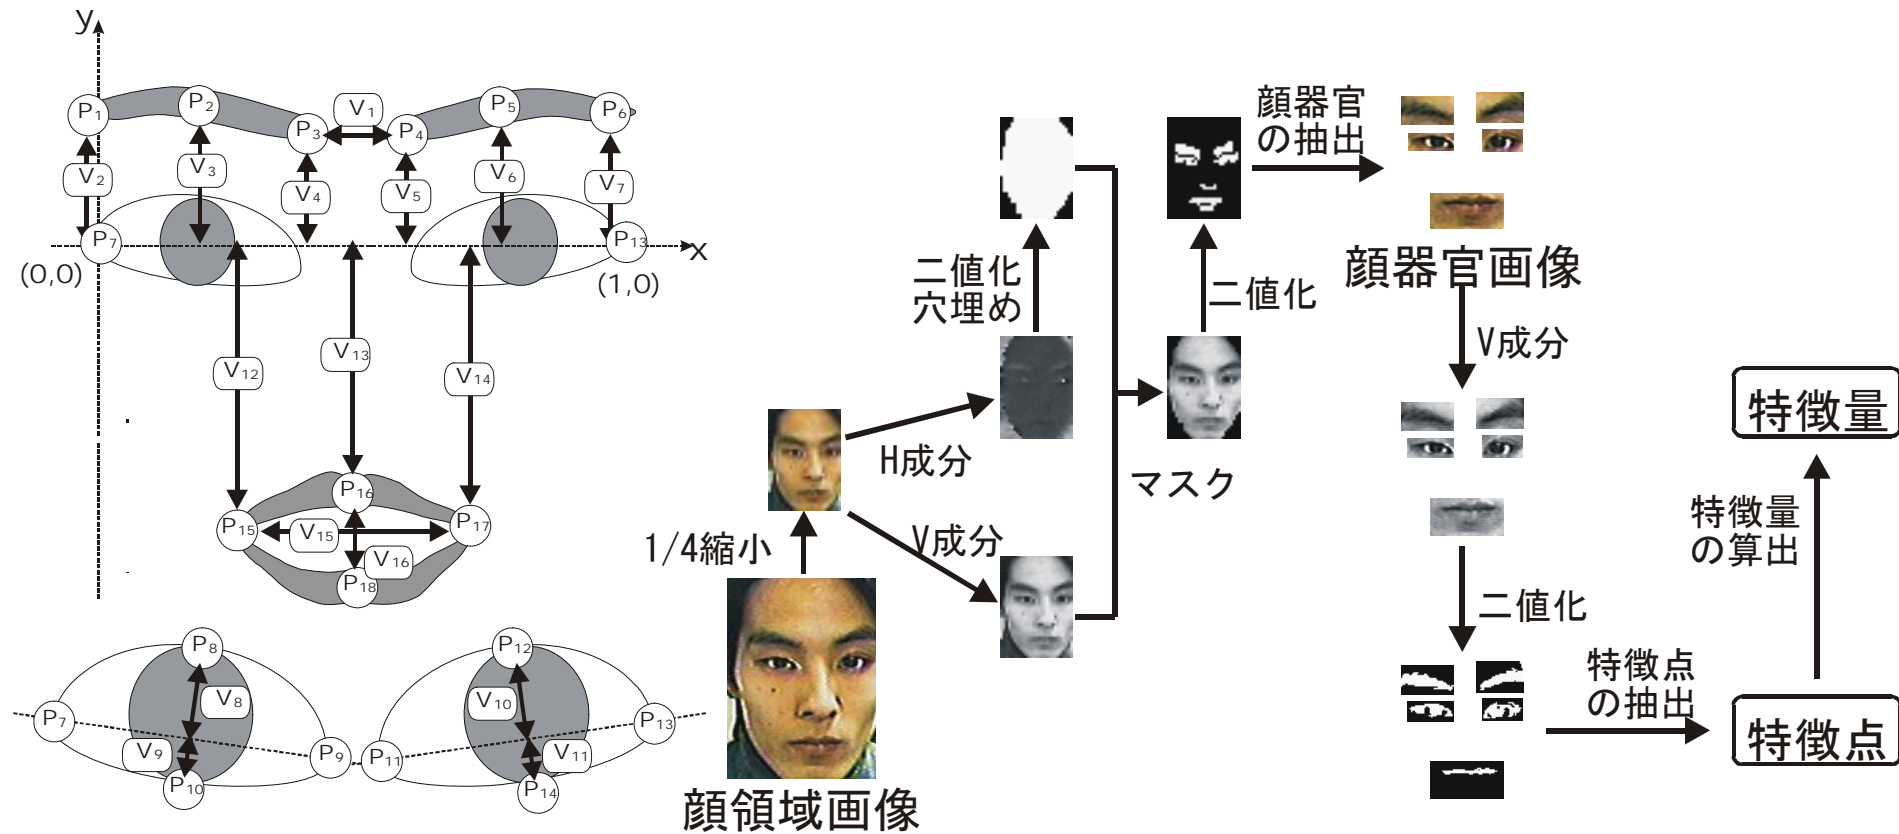 y
P1
P2
P3
V1
P4
P5
P6
V2
V3
V4
V5
V6
V7
P7
P13
x
(0,0)
(1,0)
V12
V13
V14
P15
P16
P17
V15
V16
P18
P8
V8
P7
V9
P9
P10
P12
V10
P13
P11
V11
P14
顔領域画像
1/4縮小
H成分
V成分
二値化
穴埋め
マスク
二値化
顔器官
の抽出
顔器官画像
V成分
二値化
特徴点
の抽出
特徴点
特徴量
の算出
特徴量